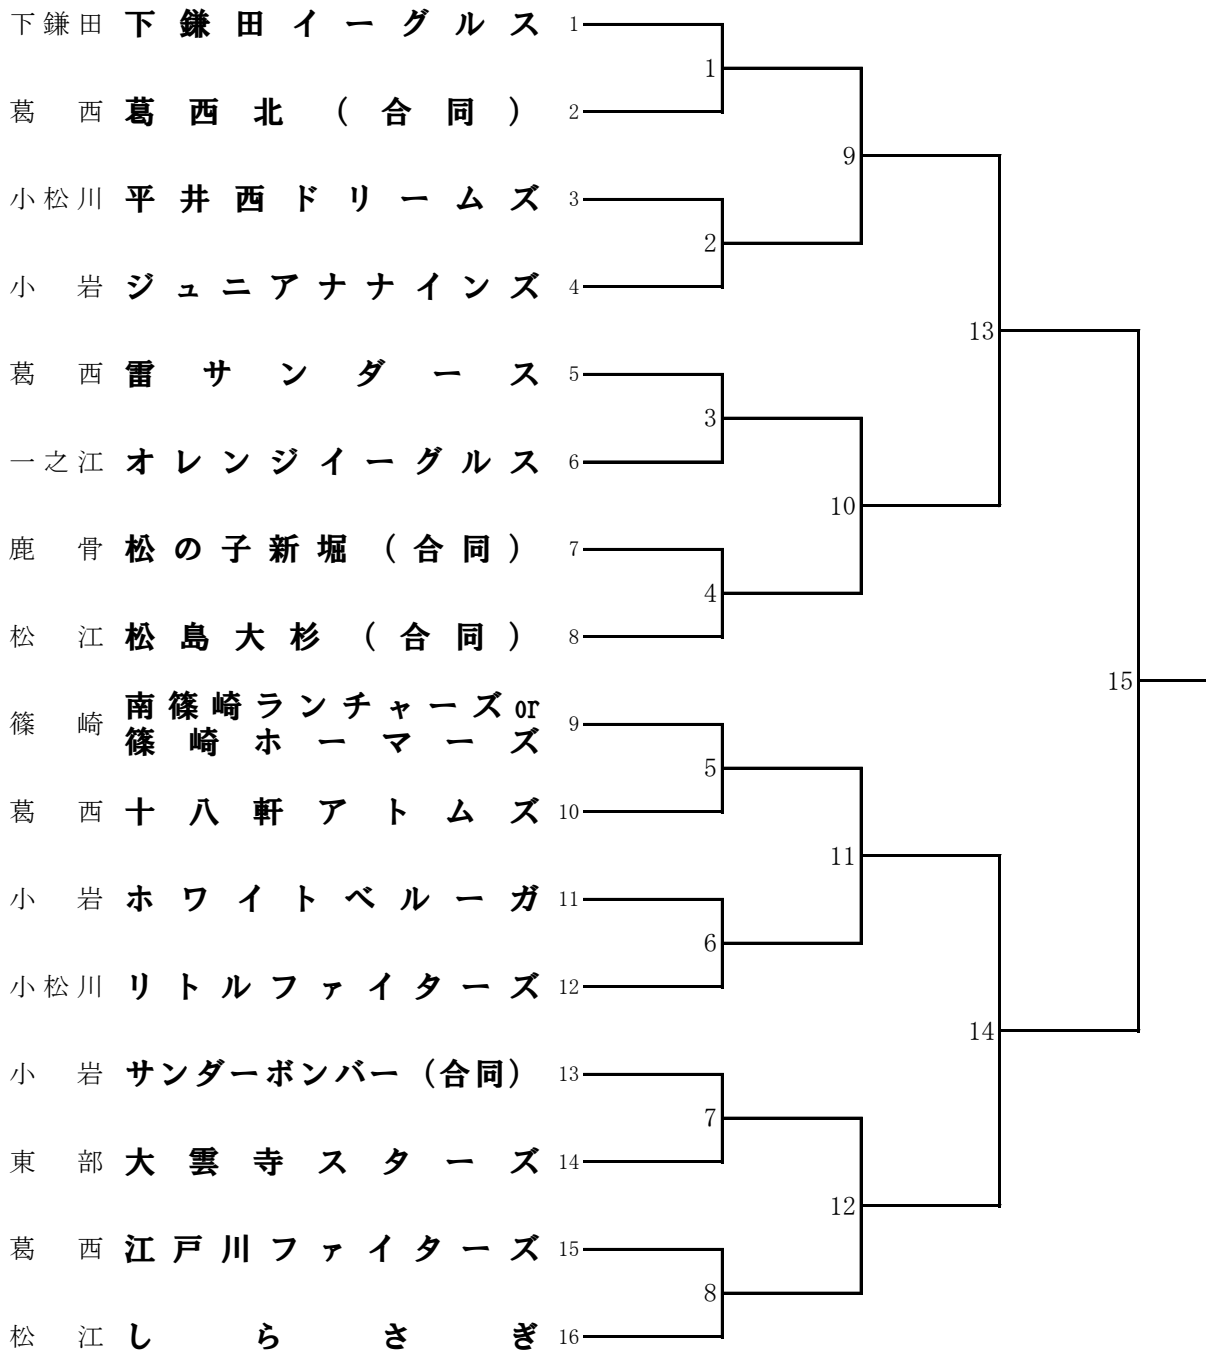 下鎌田 下鎌田イーグルス 1
1
葛西 葛西北（合同） 2
9
小松川 平井西ドリームズ 3
2
小岩 ジュニアナナインズ 4
13
葛西 雷サンダース 5
3
一之江 オレンジイーグルス 6
10
鹿骨 松の子新堀（合同） 7
4
松江 松島大杉（合同） 8
15
篠崎 南篠崎ランチャーズor
篠崎ホーマーズ 9
5
葛西 十八軒アトムズ 10
11
小岩 ホワイトベルーガ 11
6
小松川 リトルファイターズ 12
14
小岩 サンダーボンバー（合同） 13
7
東部 大雲寺スターズ 14
12
葛西 江戸川ファイターズ 15
8
松江 しらさぎ 16